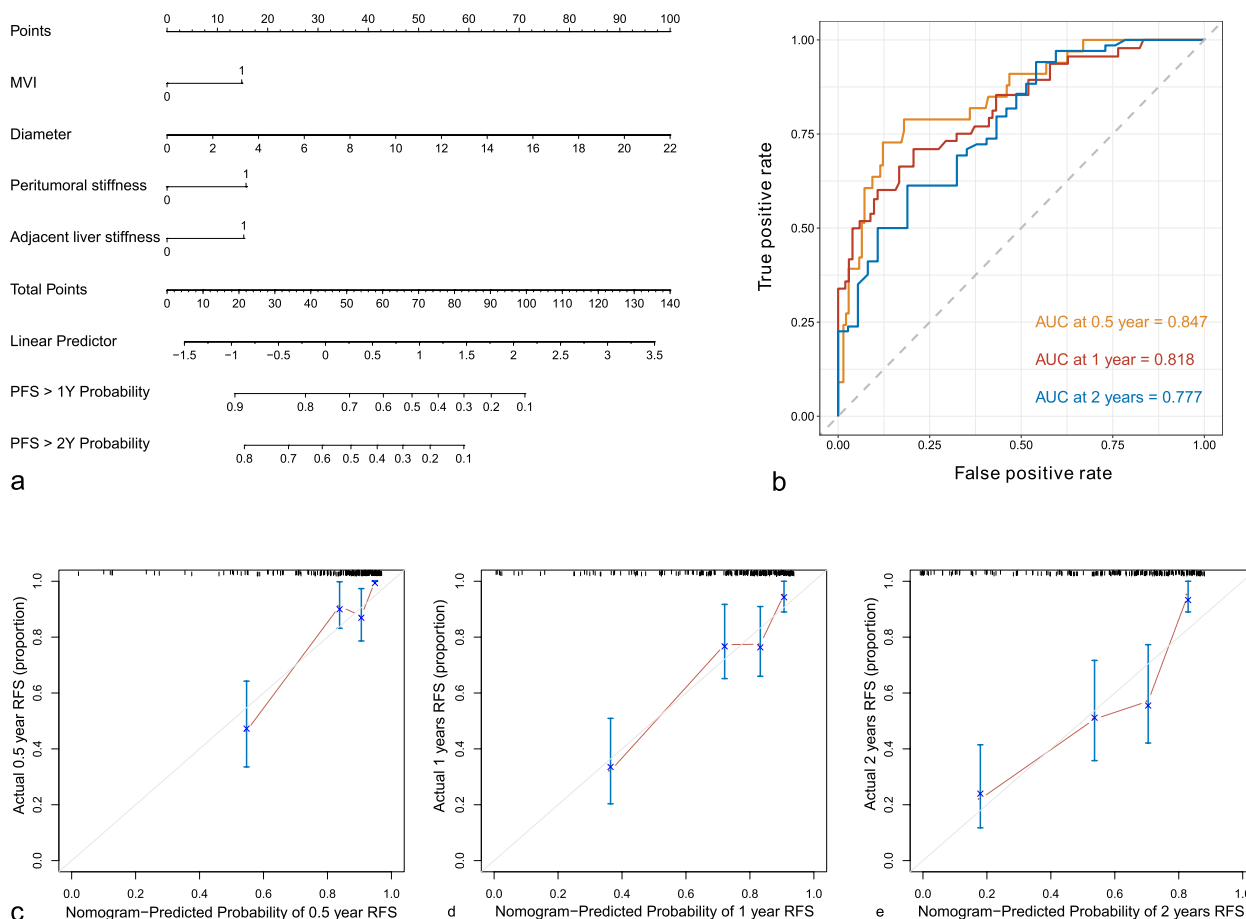 Points
0 10 20 30 40 50 60 70 80 90 100
MVI
1
0
Diameter
0 2 4 6 8 10 12 14 16 18 20 22
Peritumoral stiffness
1
0
Adjacent liver stiffness
1
0
Total Points
0 10 20 30 40 50 60 70 80 90 100 110 120 130 140
Linear Predictor
−1.5 −1 −0.5 0 0.5 1 1.5 2 2.5 3 3.5
PFS > 1Y Probability
0.9 0.8 0.7 0.6 0.5 0.4 0.3 0.2 0.1
PFS > 2Y Probability
0.8 0.7 0.6 0.5 0.4 0.3 0.2 0.1
a
True positive rate
1.00
0.75
0.50
0.25
0.00
AUC at 0.5 year = 0.847
AUC at 1 year = 0.818
AUC at 2 years = 0.777
0.00 0.25 0.50 0.75 1.00
False positive rate
b
Actual 0.5 year RFS (proportion)
1.0
0.8
0.6
0.4
0.2
0.0
0.0 0.2 0.4 0.6 0.8 1.0
Nomogram−Predicted Probability of 0.5 year RFS
c
Actual 1 years RFS (proportion)
1.0
0.8
0.6
0.4
0.2
0.0
0.0 0.2 0.4 0.6 0.8 1.0
Nomogram−Predicted Probability of 1 year RFS
d
Actual 2 years RFS (proportion)
1.0
0.8
0.6
0.4
0.2
0.0
0.0 0.2 0.4 0.6 0.8 1.0
Nomogram−Predicted Probability of 2 years RFS
e